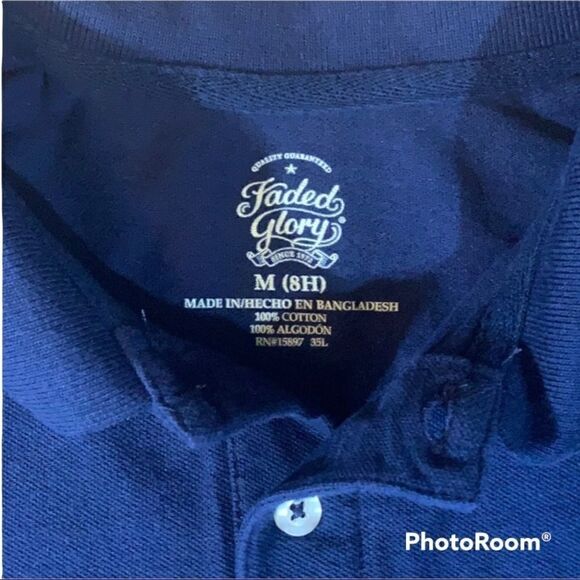 QUALITY GUARANTEED
Faded
Glory®
SINCE 1972
M (8H)
MADE IN/HECHO EN BANGLADESH
100% COTTON
100% ALGODÓN
RN#15897 35L
PhotoRoom®